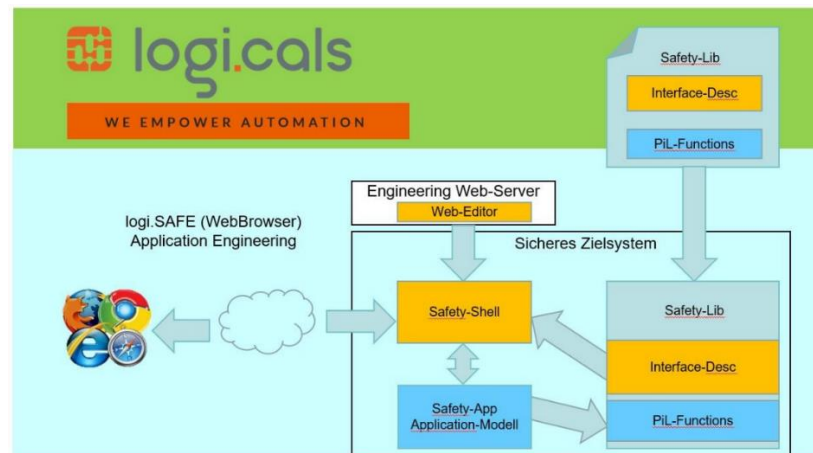 logi.cals
WE EMPOWER AUTOMATION
Safety-Lib
Interface-Desc
PiL-Functions
logi.SAFE (WebBrowser)
Application Engineering
Engineering Web-Server
Web-Editor
Sicheres Zielsystem
Safety-Shell
Safety-App
Application-Modell
Safety-Lib
Interface-Desc
PiL-Functions